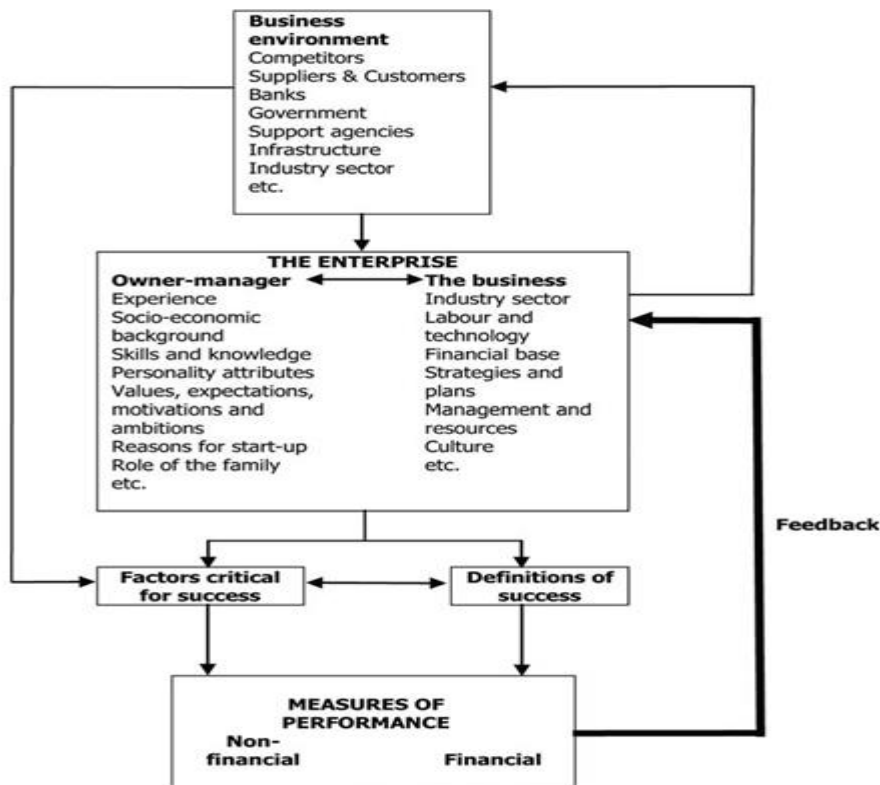 Business
environment
Competitors
Suppliers & Customers
Banks
Government
Support agencies
Infrastructure
Industry sector
etc.
THE ENTERPRISE
Owner-manager
Experience
Socio-economic
background
Skills and knowledge
Personality attributes
Values, expectations,
motivations and
ambitions
Reasons for start-up
Role of the family
etc.
The business
Industry sector
Labour and
technology
Financial base
Strategies and
plans
Management and
resources
Culture
etc.
Feedback
Factors critical
for success
Definitions of
success
MEASURES OF
PERFORMANCE
Non-
financial
Financial